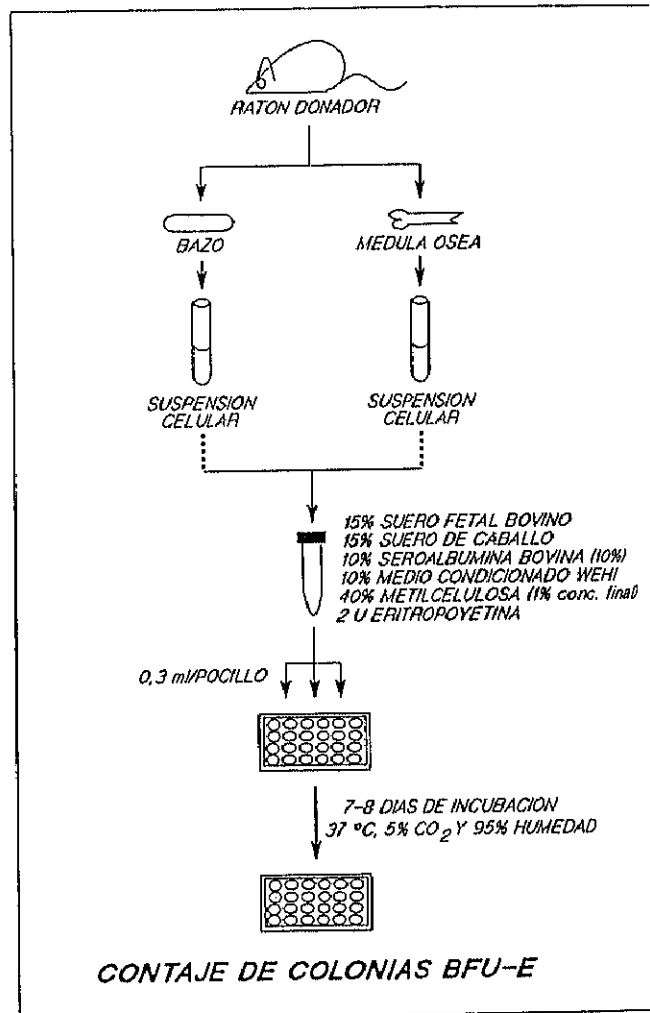 RATON DONADOR
BAZO
MEDULA OSEA
SUSPENSION
CELULAR
SUSPENSION
CELULAR
15% SUERO FETAL BOVINO
15% SUERO DE CABALLO
10% SEROALBUMINA BOVINA (10%)
10% MEDIO CONDICIONADO WEHI
40% METILCELULOSA (1% conc. final)
2 U ERITROPOYETINA
0,3 ml/POCILLO
7-8 DIAS DE INCUBACION
37 ºC, 5% CO2 Y 95% HUMEDAD
CONTAJE DE COLONIAS BFU-E